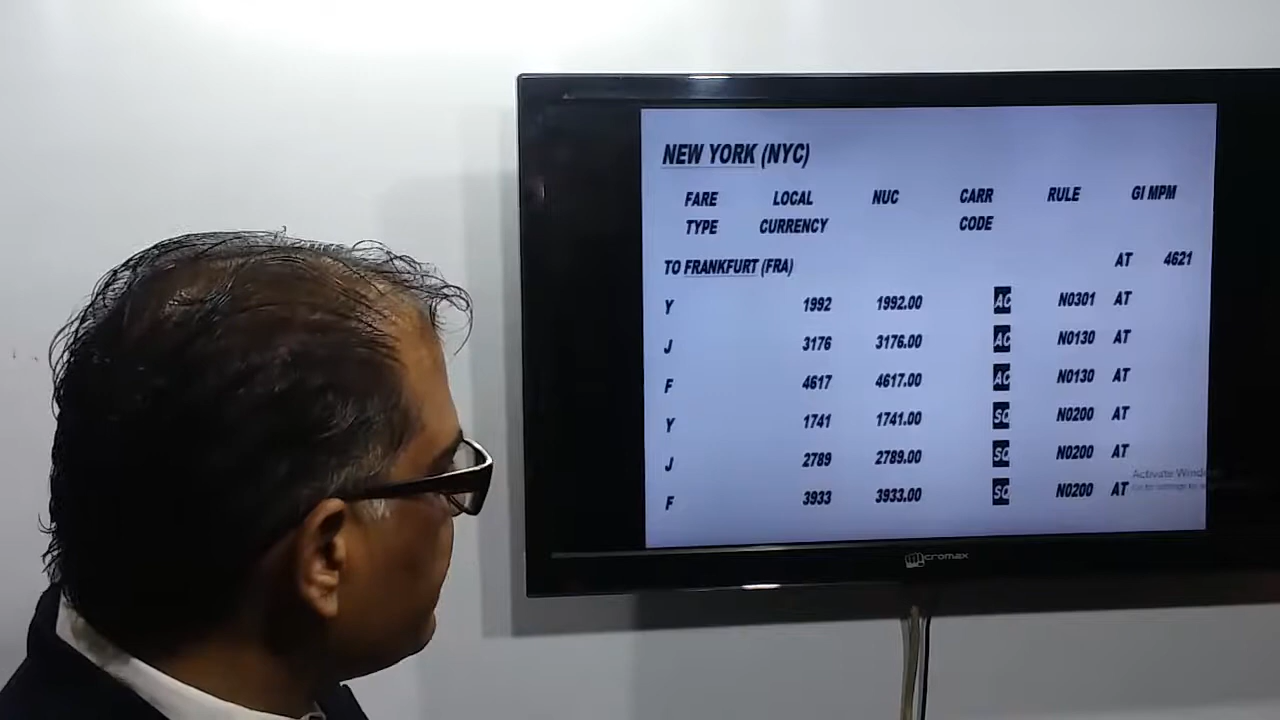 NEW YORK (NYC)
FARE LOCAL NUC CARR RULE GI MPM
TYPE CURRENCY CODE
TO FRANKFURT (FRA) AT 4621
Y 1992 1992.00 AC N0301 AT
J 3176 3176.00 AC N0130 AT
F 4617 4617.00 AC N0130 AT
Y 1741 1741.00 SQ N0200 AT
J 2789 2789.00 SQ N0200 AT
F 3933 3933.00 SQ N0200 AT
Activate Windo
micromax